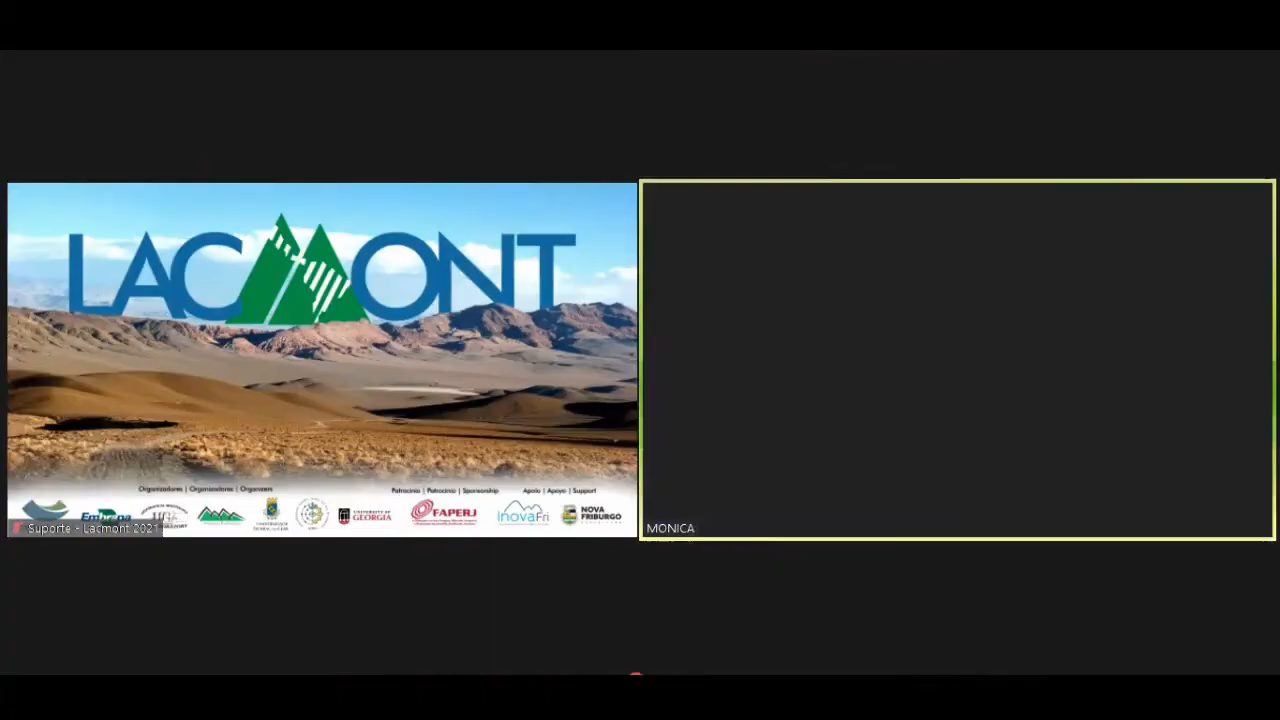 LACMONT
Organizadores | Organizadores | Organizers
Patrocínio | Patrocinio | Sponsorship
Apoio | Apoyo | Support
Embrapa
UNIVERSITY OF
GEORGIA
FAPERJ
InovaFri
NOVA
FRIBURGO
Suporte - Lacmont 2021
MONICA